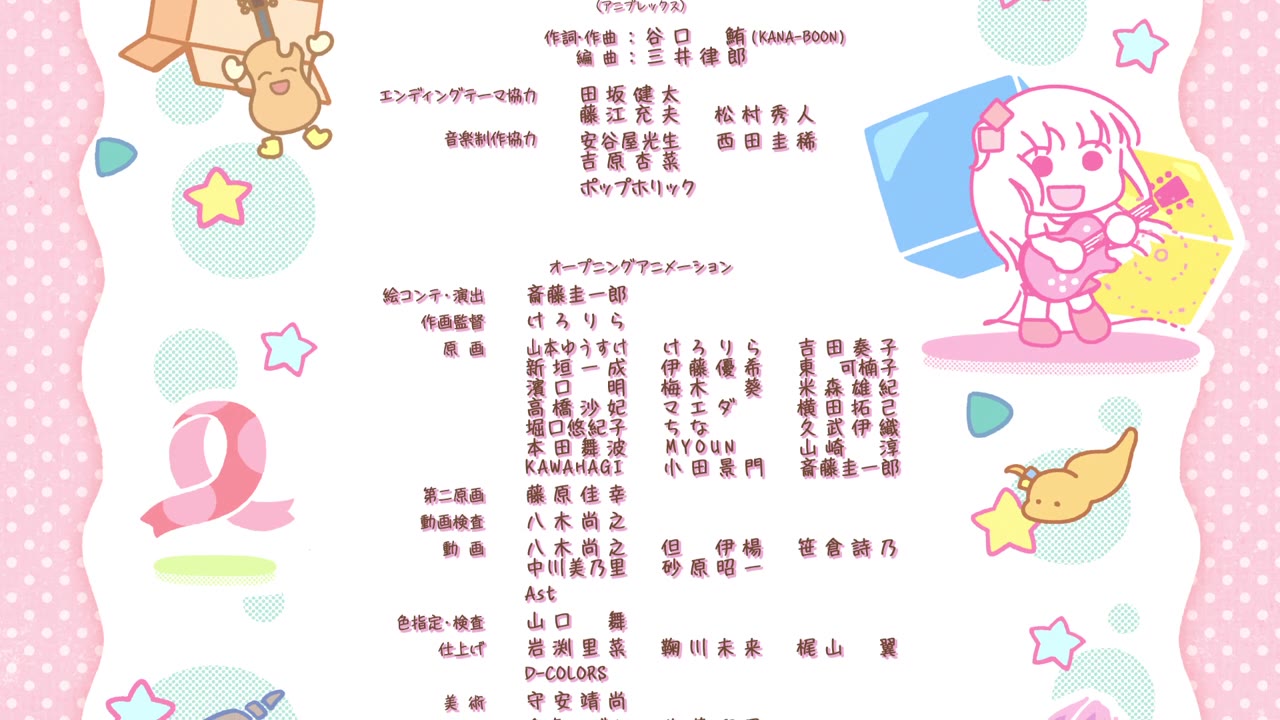 (アニプレックス)
作詞・作曲：谷口　鮪(KANA-BOON)
編曲：三井律郎
エンディングテーマ協力　田坂健太
藤江充夫　松村秀人
音楽制作協力　安谷屋光生　西田圭稀
吉原杏菜
ポップホリック
オープニングアニメーション
絵コンテ・演出　斎藤圭一郎
作画監督　けろりら
原画　山本ゆうすけ　けろりら　吉田奏子
新垣一成　伊藤優希　東　可楠子
濱口　明　梅木　葵　米森雄紀
高橋沙妃　マエダ　横田拓己
堀口悠紀子　ちな　久武伊織
本田舞波　MYOUN　山崎　淳
KAWAHAGI　小田景門　斎藤圭一郎
第二原画　藤原佳幸
動画検査　八木尚之
動画　八木尚之　但　伊楊　笹倉詩乃
中川美乃里　砂原昭一
Ast
色指定・検査　山口　舞
仕上げ　岩渕里菜　鞠川未来　梶山　翼
D-COLORS
美術　守安靖尚